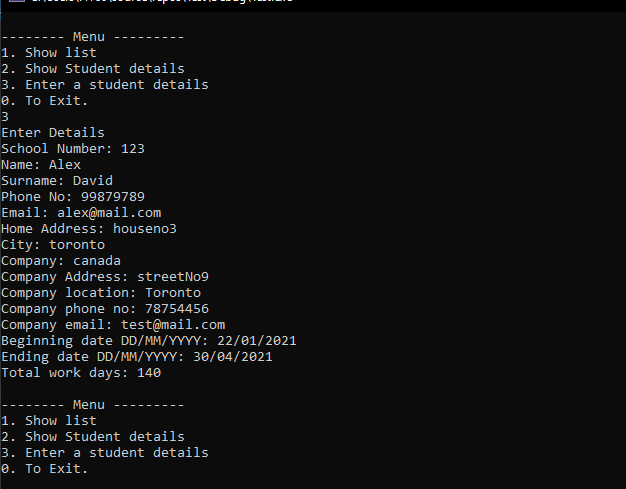 -------- Menu ---------
1. Show list
2. Show Student details
3. Enter a student details
0. To Exit.
3
Enter Details
School Number: 123
Name: Alex
Surname: David
Phone No: 99879789
Email: alex@mail.com
Home Address: houseno3
City: toronto
Company: canada
Company Address: streetNo9
Company location: Toronto
Company phone no: 78754456
Company email: test@mail.com
Beginning date DD/MM/YYYY: 22/01/2021
Ending date DD/MM/YYYY: 30/04/2021
Total work days: 140
-------- Menu ---------
1. Show list
2. Show Student details
3. Enter a student details
0. To Exit.